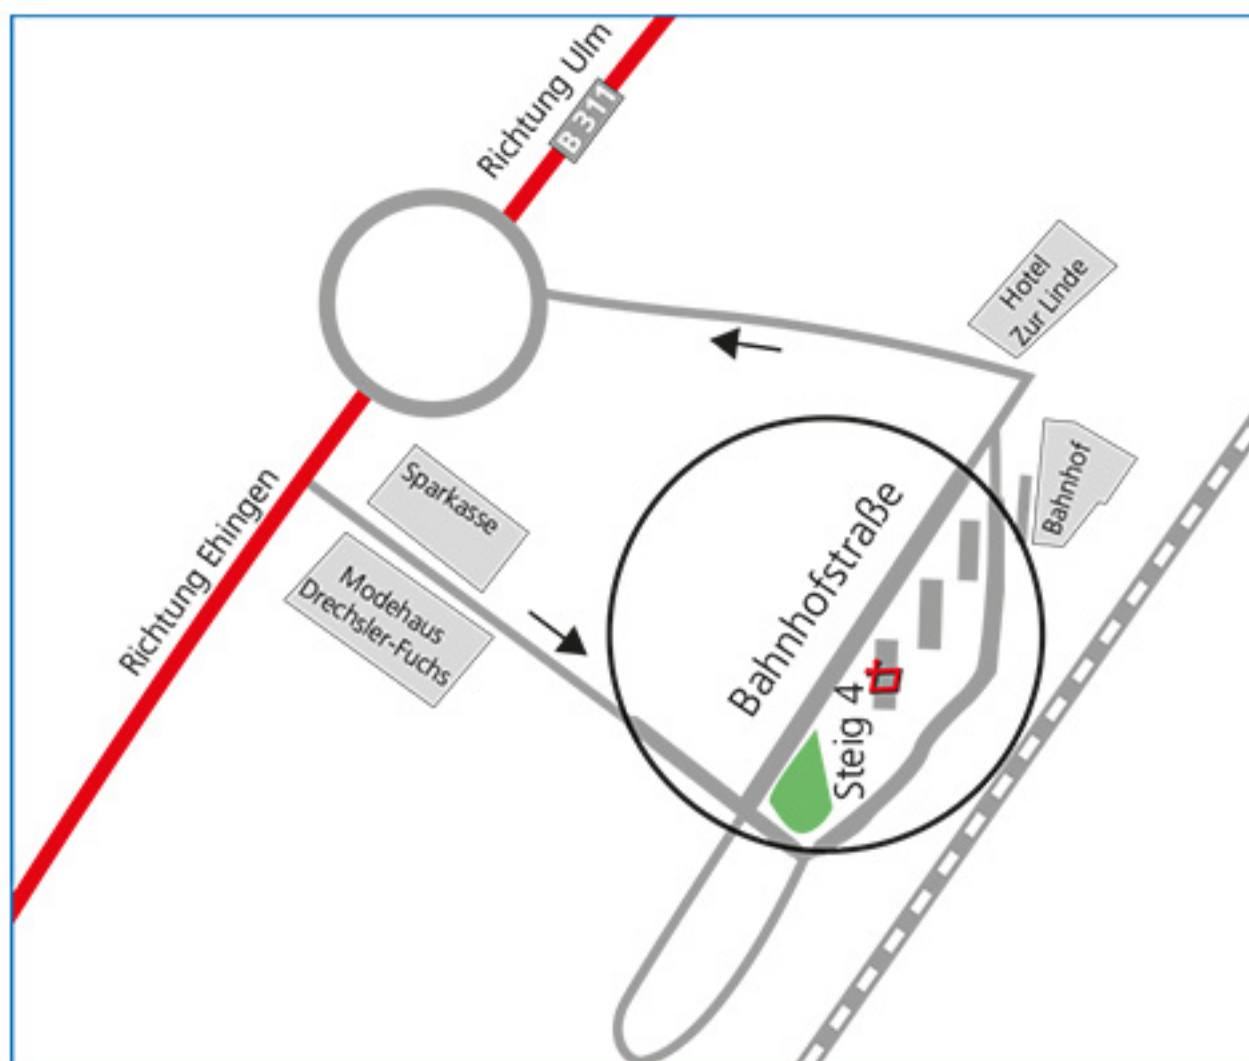 Richtung Ulm
B 311
Hotel
Zur Linde
Bahnhof
Sparkasse
Richtung Ehingen
Modehaus
Drechsler-Fuchs
Bahnhofstraße
Steig 4